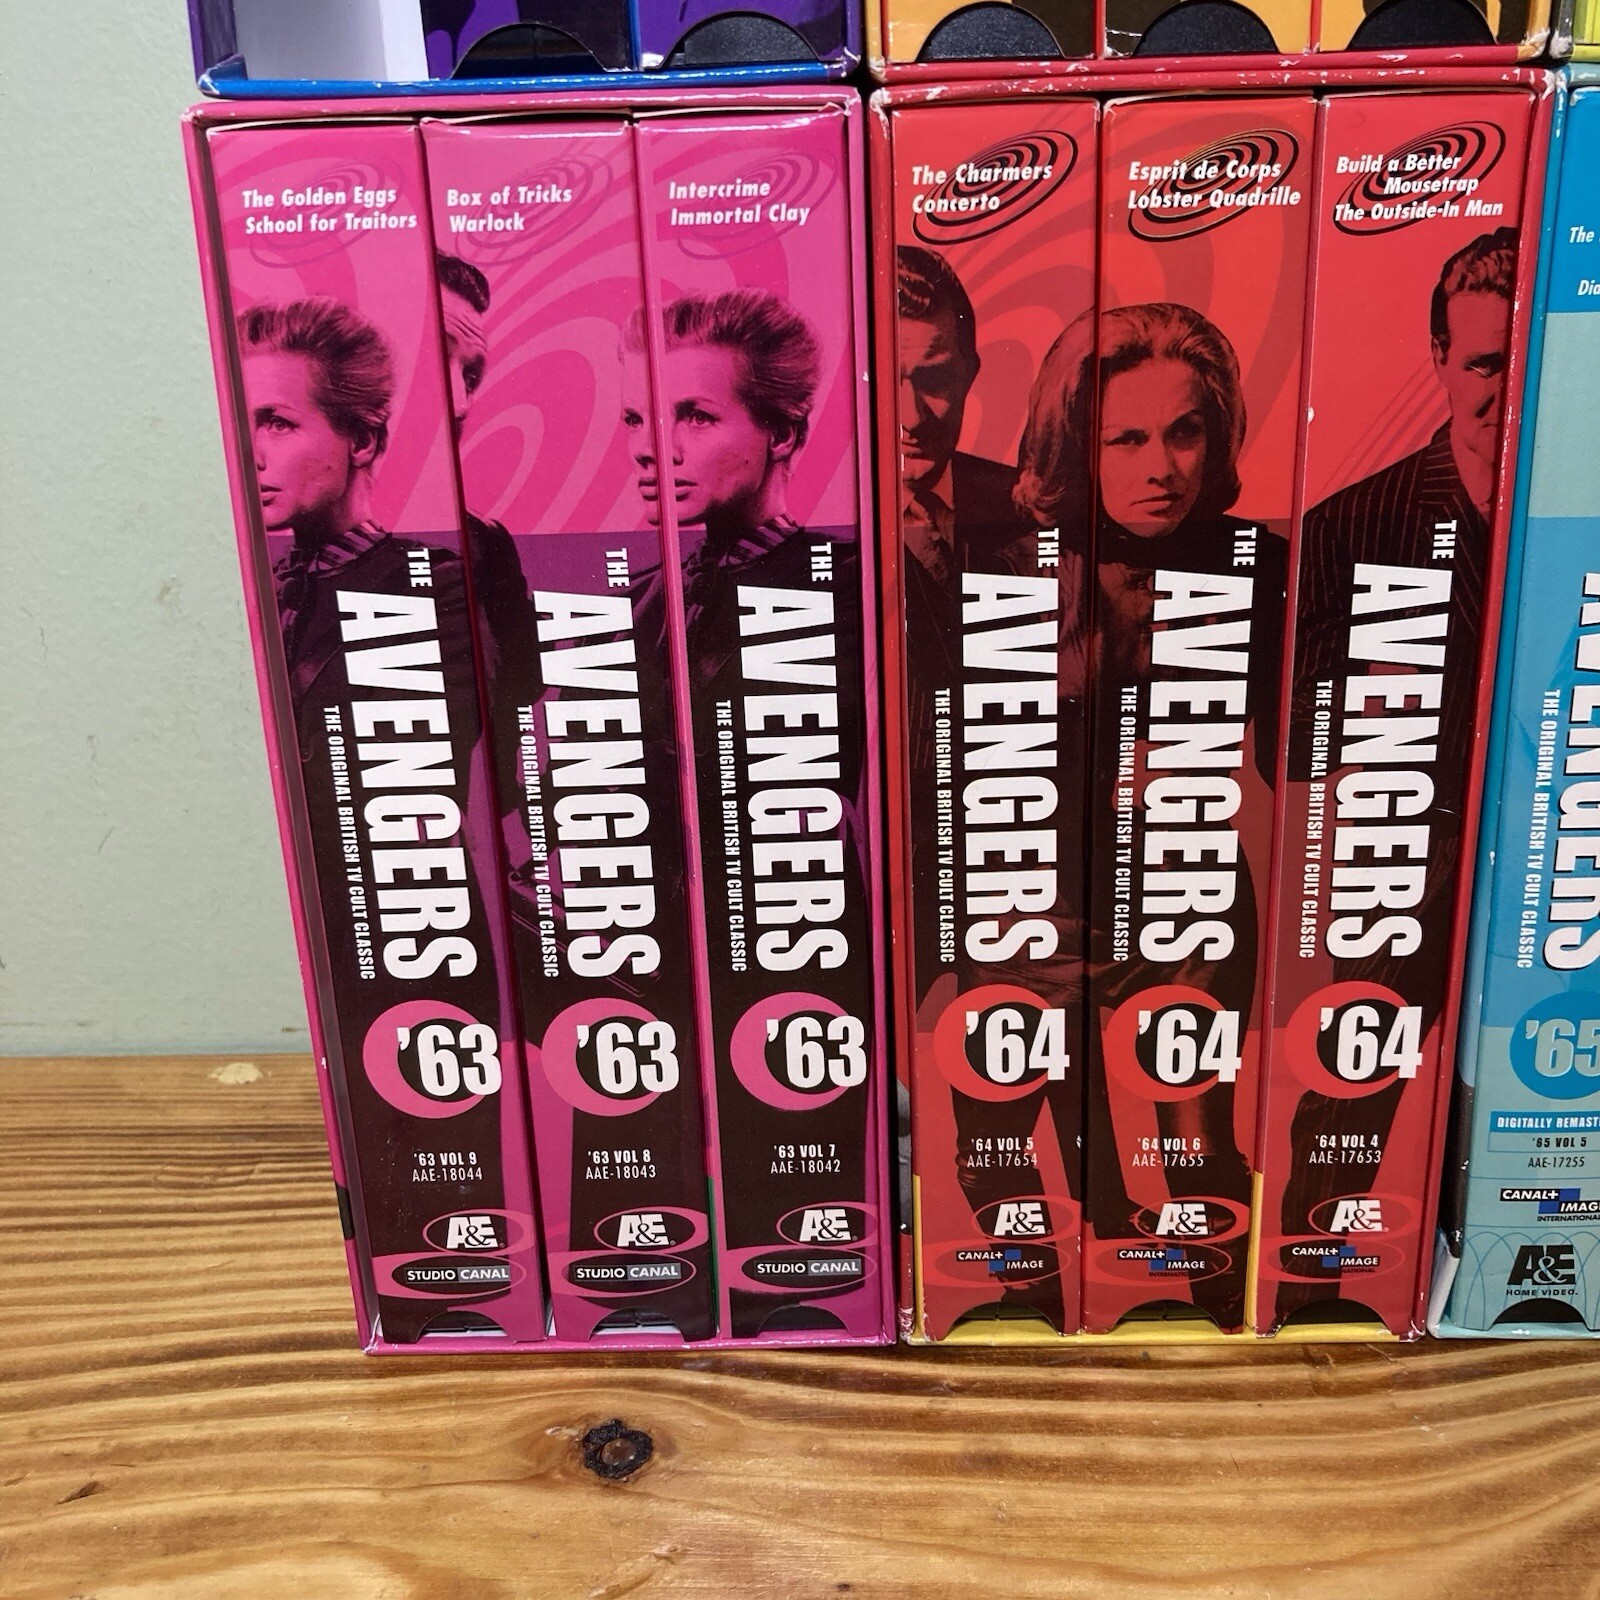 The Golden Eggs
School for Traitors
THE
AVENGERS
THE ORIGINAL BRITISH TV CULT CLASSIC
'63
'63 VOL 9
AAE-18044
A&E
STUDIO CANAL
Box of Tricks
Warlock
THE
AVENGERS
THE ORIGINAL BRITISH TV CULT CLASSIC
'63
'63 VOL 8
AAE-18043
A&E
STUDIO CANAL
Intercrime
Immortal Clay
THE
AVENGERS
THE ORIGINAL BRITISH TV CULT CLASSIC
'63
'63 VOL 7
AAE-18042
A&E
STUDIO CANAL
The Charmers
Concerto
THE
AVENGERS
THE ORIGINAL BRITISH TV CULT CLASSIC
'64
'64 VOL 5
AAE-17654
A&E
CANAL+
IMAGE
Esprit de Corps
Lobster Quadrille
THE
AVENGERS
THE ORIGINAL BRITISH TV CULT CLASSIC
'64
'64 VOL 6
AAE-17655
A&E
CANAL+
IMAGE
Build a Better
Mousetrap
The Outside-In Man
THE
AVENGERS
THE ORIGINAL BRITISH TV CULT CLASSIC
'64
'64 VOL 4
AAE-17653
A&E
CANAL+
IMAGE
The
AVENGERS
THE ORIGINAL BRITISH TV CULT CLASSIC
'65
DIGITALLY
'65 VOL 5
AAE-17255
CANAL+
IMAGE
INTERNATIONAL
A&E
HOME VIDEO.